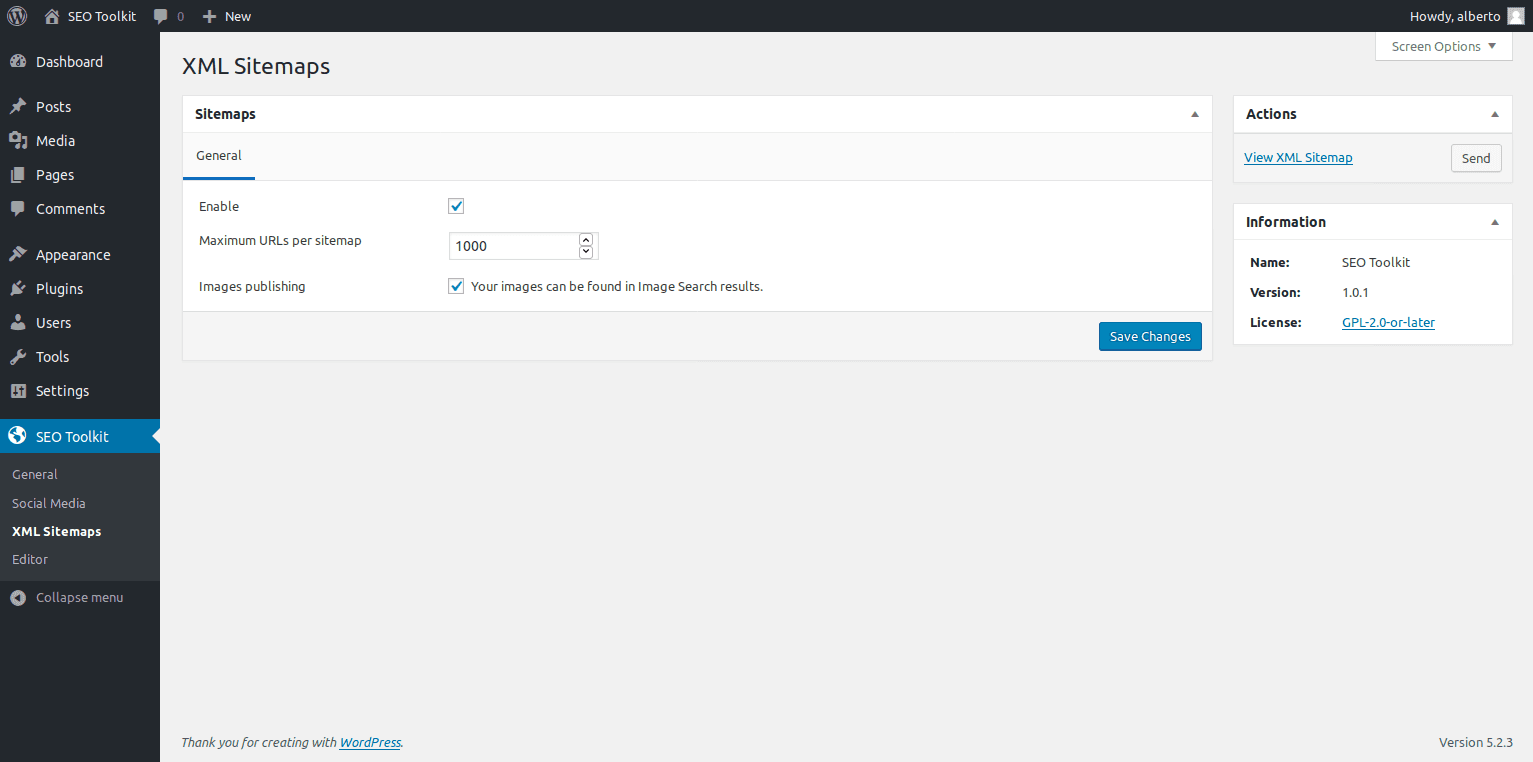 SEO Toolkit 0 New Howdy, alberto
Screen Options
Dashboard
Posts
Media
Pages
Comments
Appearance
Plugins
Users
Tools
Settings
SEO Toolkit
General
Social Media
XML Sitemaps
Editor
Collapse menu
XML Sitemaps
Sitemaps
General
Enable
Maximum URLs per sitemap 1000
Images publishing Your images can be found in Image Search results.
Save Changes
Actions
View XML Sitemap Send
Information
Name: SEO Toolkit
Version: 1.0.1
License: GPL-2.0-or-later
Thank you for creating with WordPress. Version 5.2.3